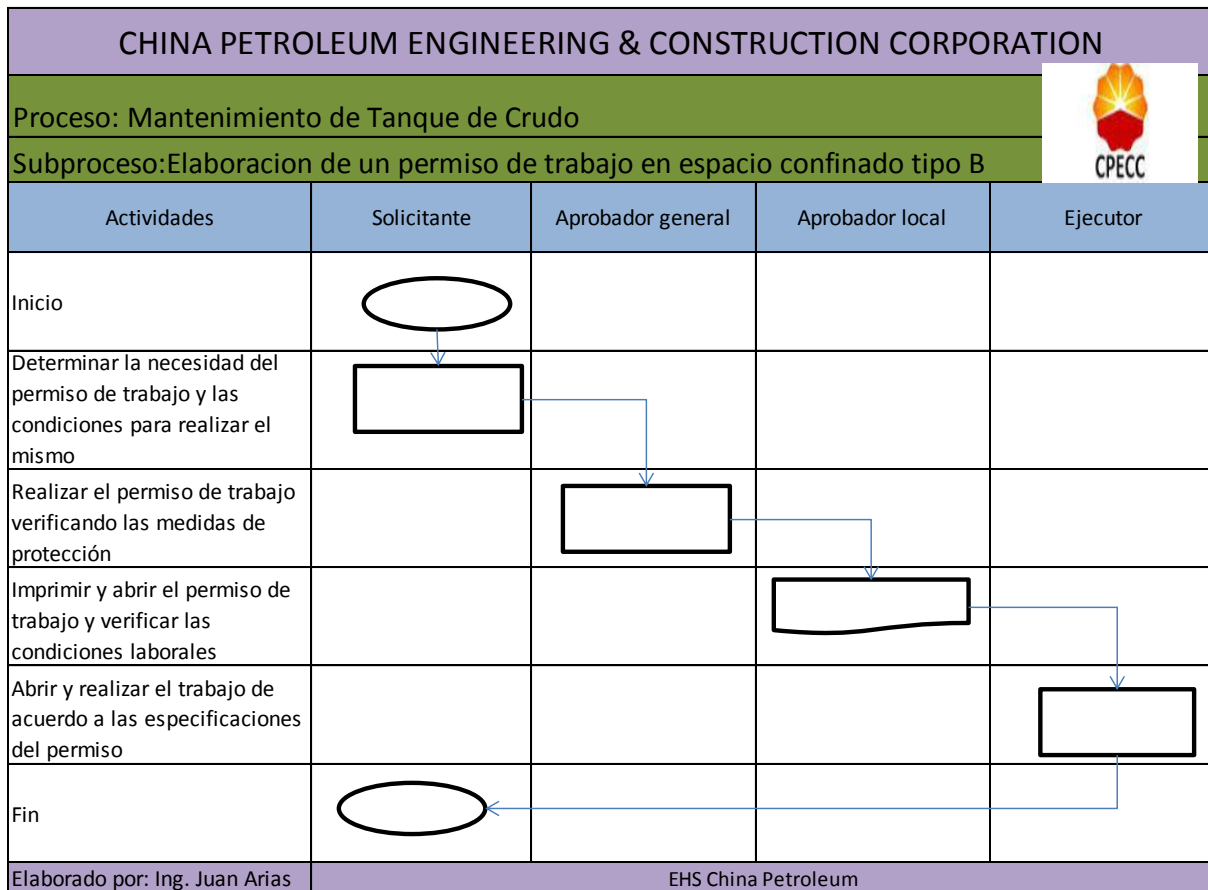 CHINA PETROLEUM ENGINEERING & CONSTRUCTION CORPORATION
Proceso: Mantenimiento de Tanque de Crudo
Subproceso:Elaboracion de un permiso de trabajo en espacio confinado tipo B
CPECC
Actividades
Solicitante
Aprobador general
Aprobador local
Ejecutor
Inicio
Determinar la necesidad del
permiso de trabajo y las
condiciones para realizar el
mismo
Realizar el permiso de trabajo
verificando las medidas de
protección
Imprimir y abrir el permiso de
trabajo y verificar las
condiciones laborales
Abrir y realizar el trabajo de
acuerdo a las especificaciones
del permiso
Fin
Elaborado por: Ing. Juan Arias
EHS China Petroleum